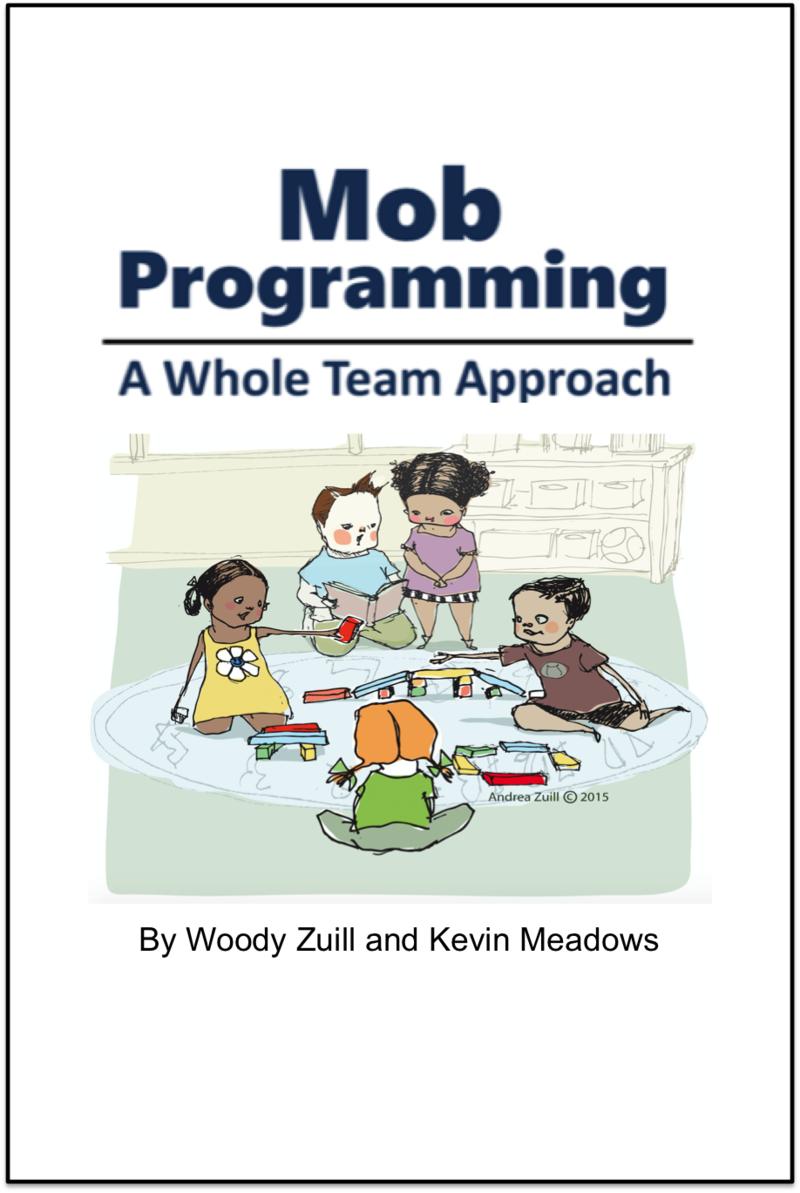 Mob
Programming
A Whole Team Approach
Andrea Zuill © 2015
By Woody Zuill and Kevin Meadows